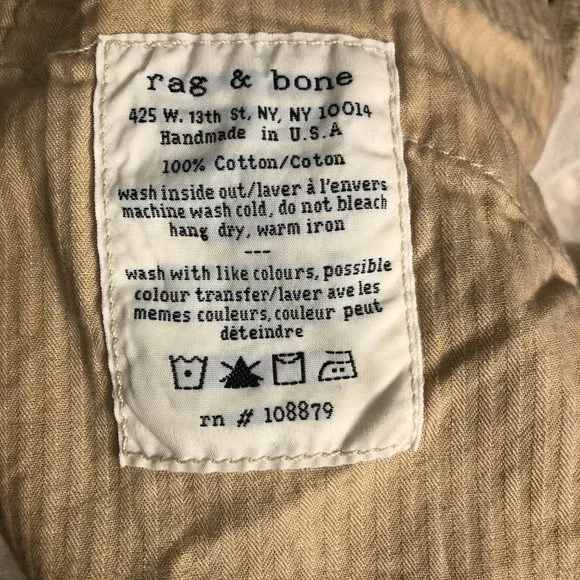 rag & bone
425 W. 13th St, NY, NY 10014
Handmade in U.S.A
100% Cotton/Coton
wash inside out/laver à l'envers
machine wash cold, do not bleach
hang dry, warm iron
---
wash with like colours, possible
colour transfer/laver ave les
memes couleurs, couleur peut
déteindre
rn # 108879